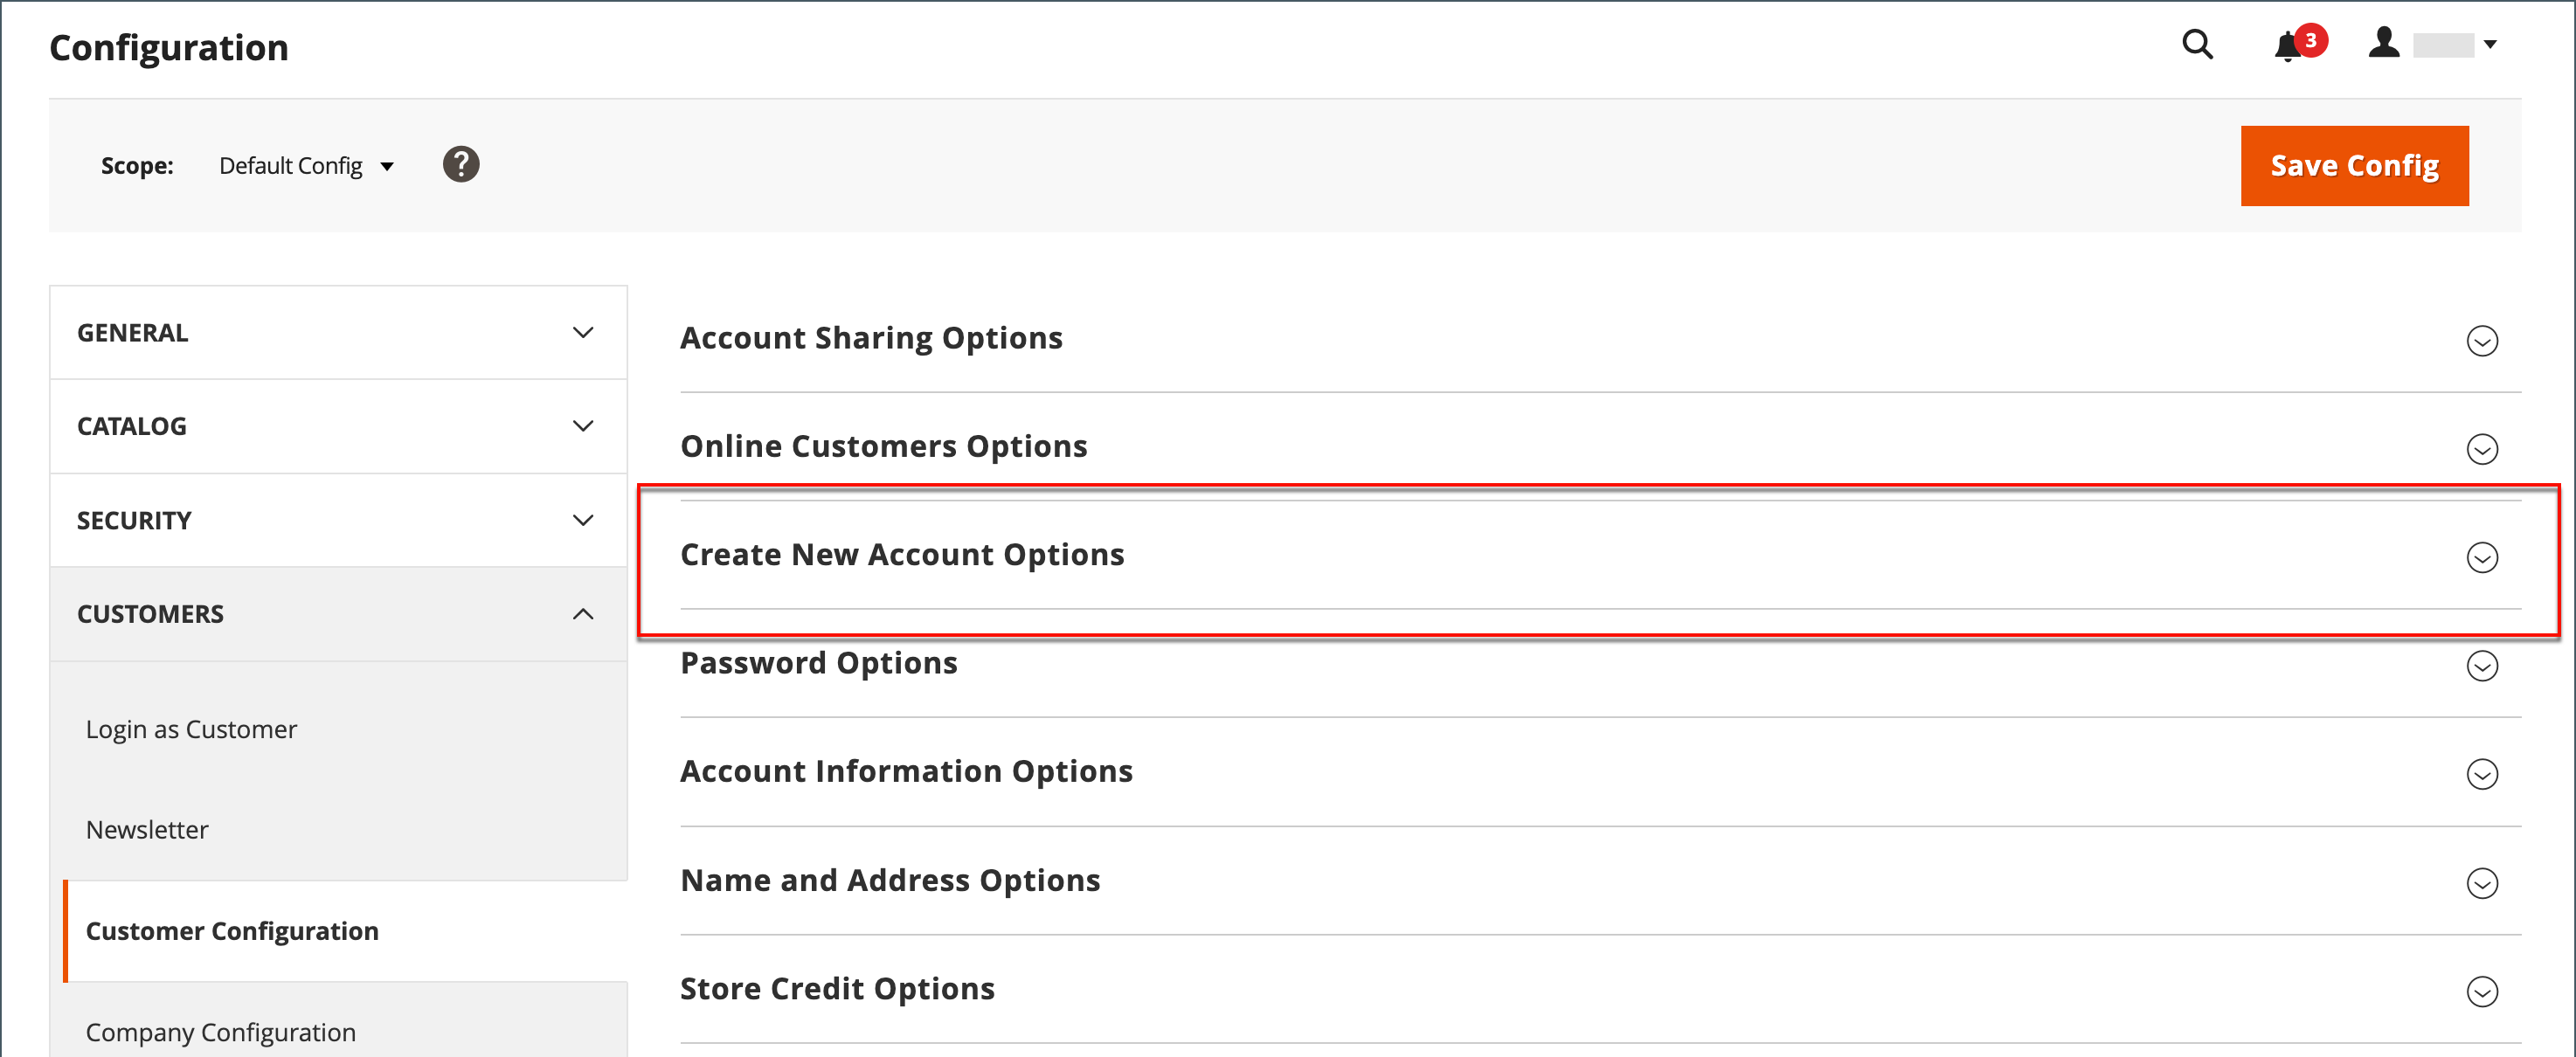 Configuration
3
Scope: Default Config ?
Save Config
GENERAL
CATALOG
SECURITY
CUSTOMERS
Login as Customer
Newsletter
Customer Configuration
Company Configuration
Account Sharing Options
Online Customers Options
Create New Account Options
Password Options
Account Information Options
Name and Address Options
Store Credit Options